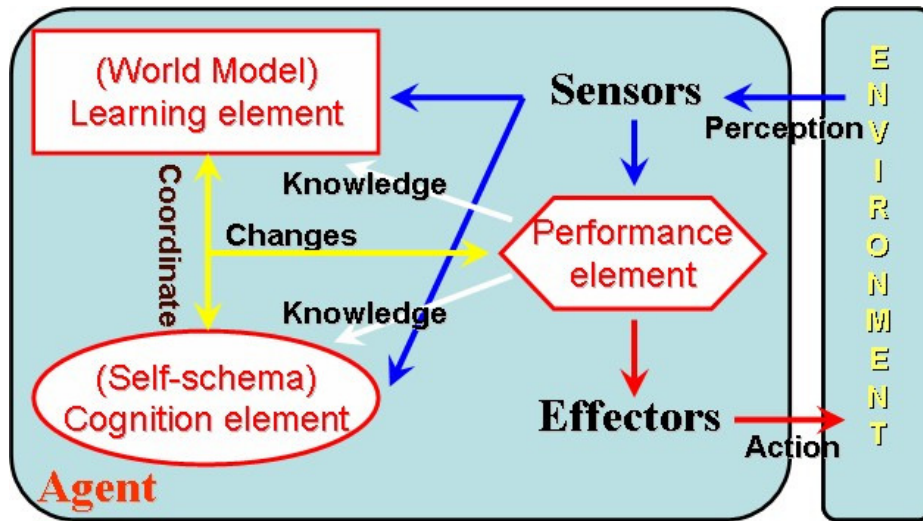 (World Model)
Learning element
Sensors
Perception
ENVIRONMENT
Knowledge
Coordinate
Changes
Performance
element
Knowledge
(Self-schema)
Cognition element
Effectors
Action
Agent